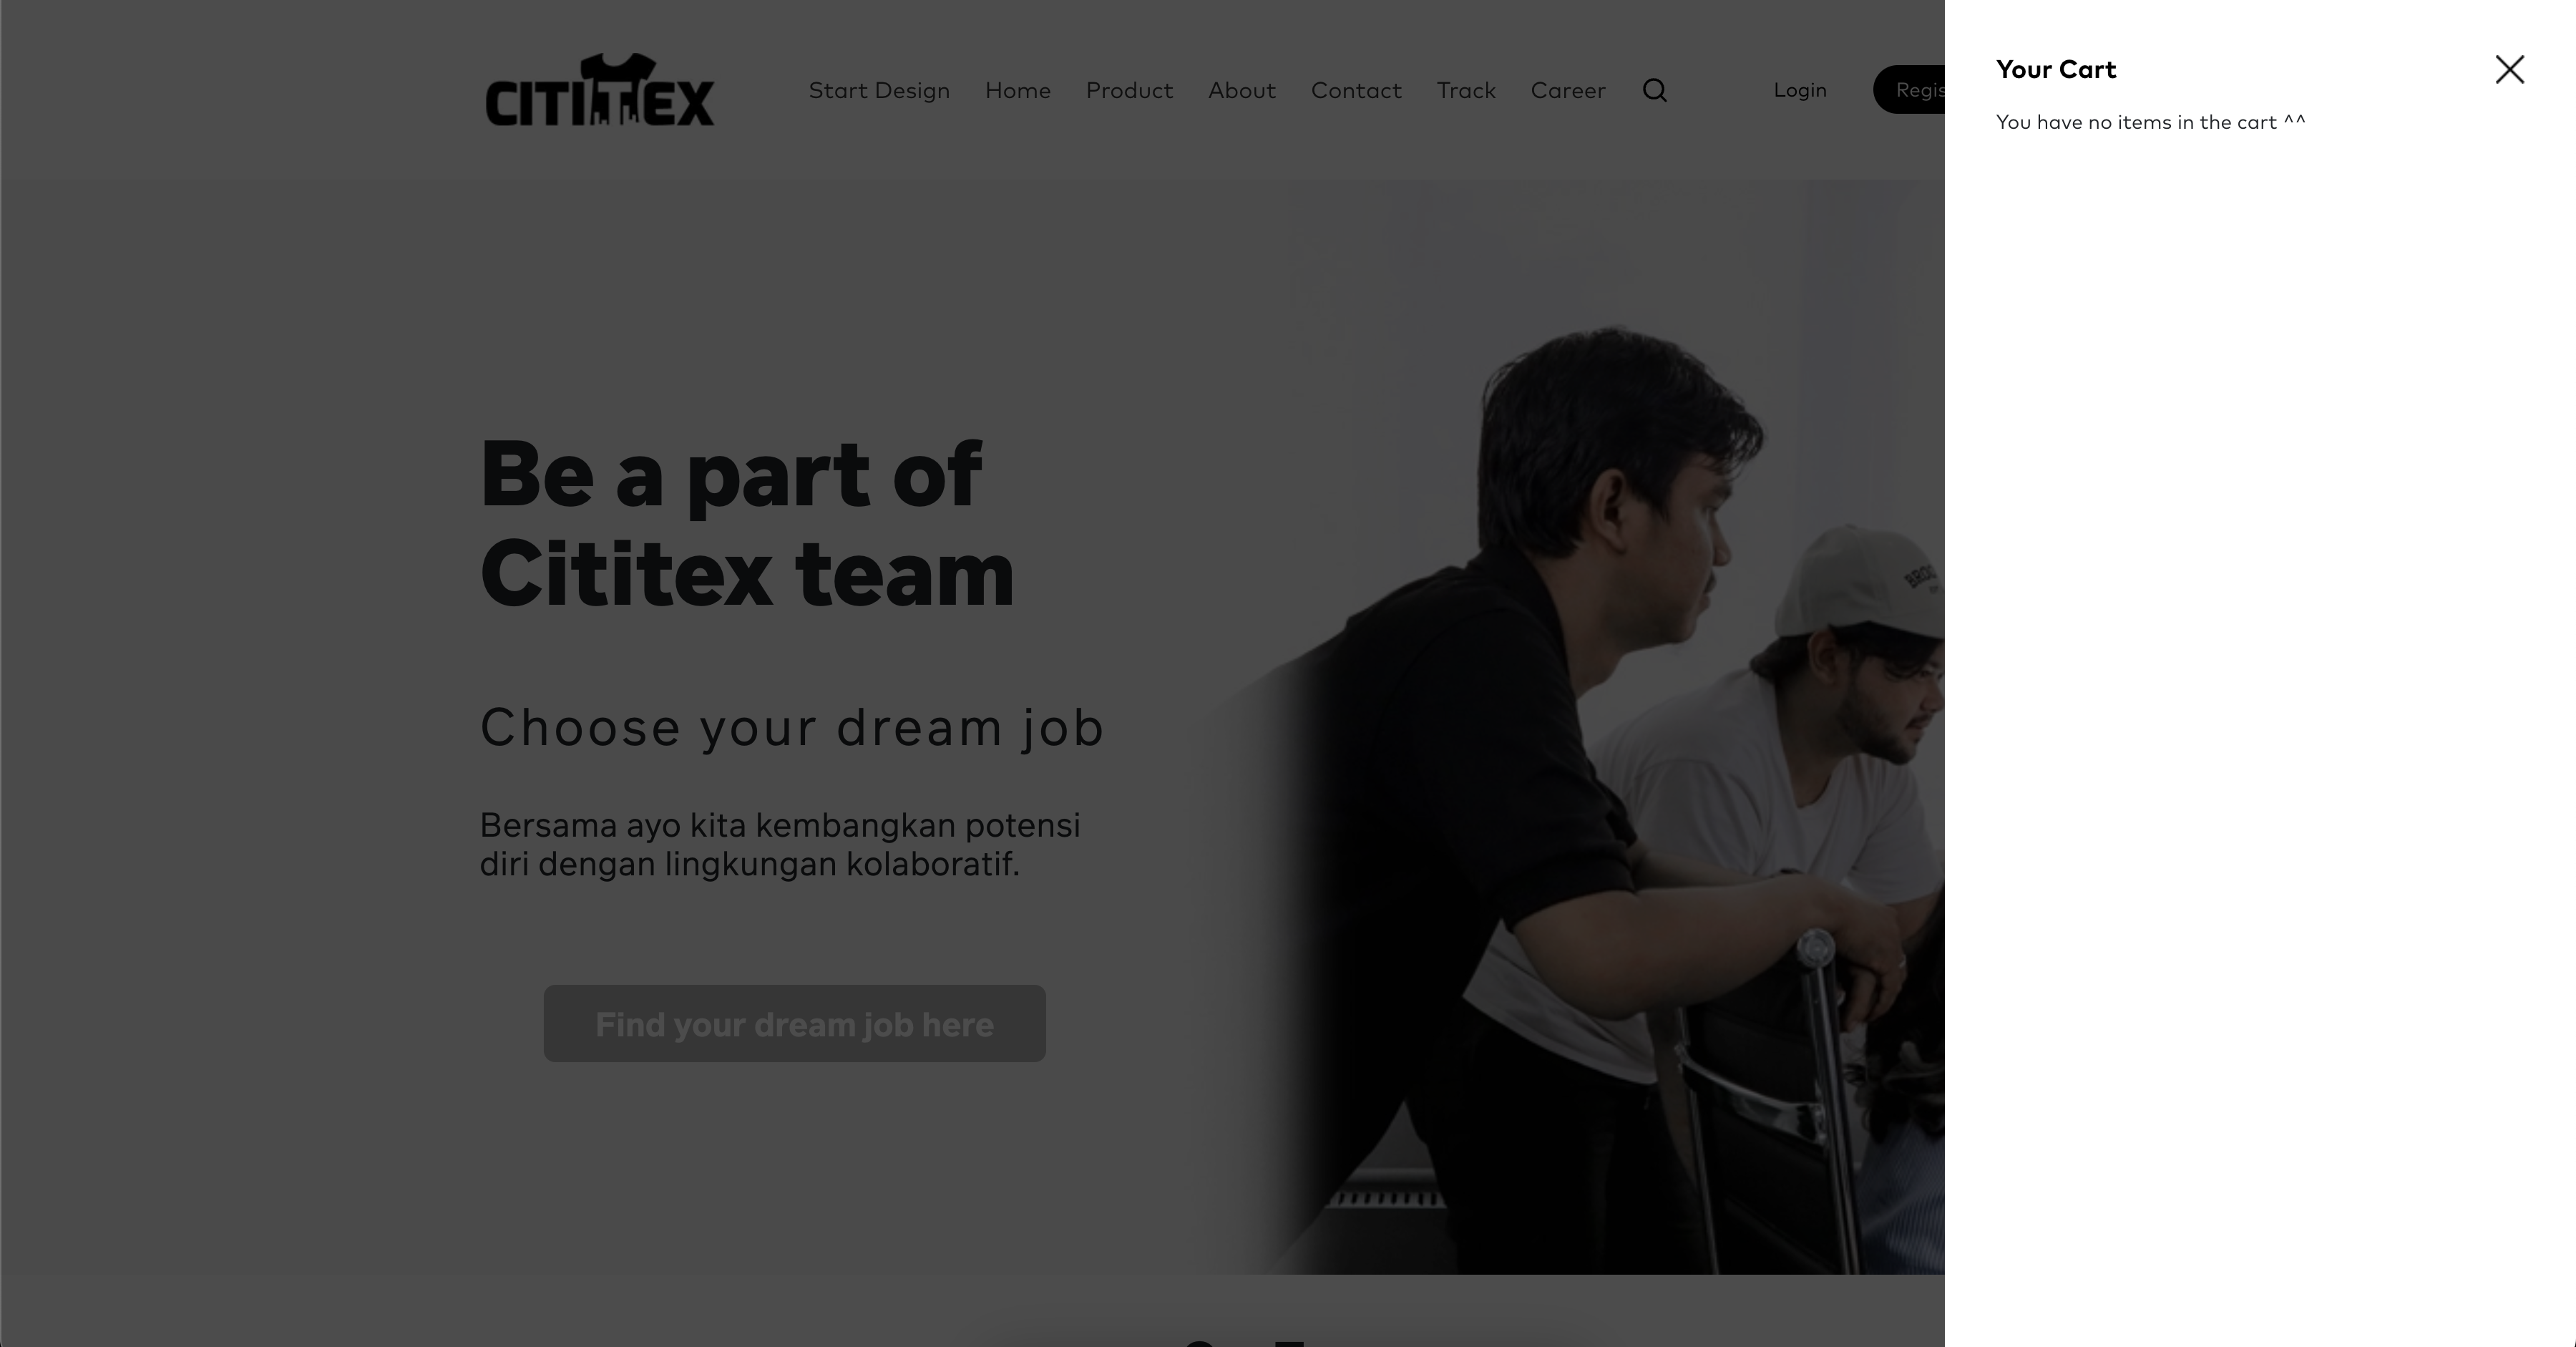 CITITEX
Start Design Home Product About Contact Track Career
Login
Regis
Your Cart
You have no items in the cart ^^
Be a part of
Cititex team
Choose your dream job
Bersama ayo kita kembangkan potensi
diri dengan lingkungan kolaboratif.
Find your dream job here